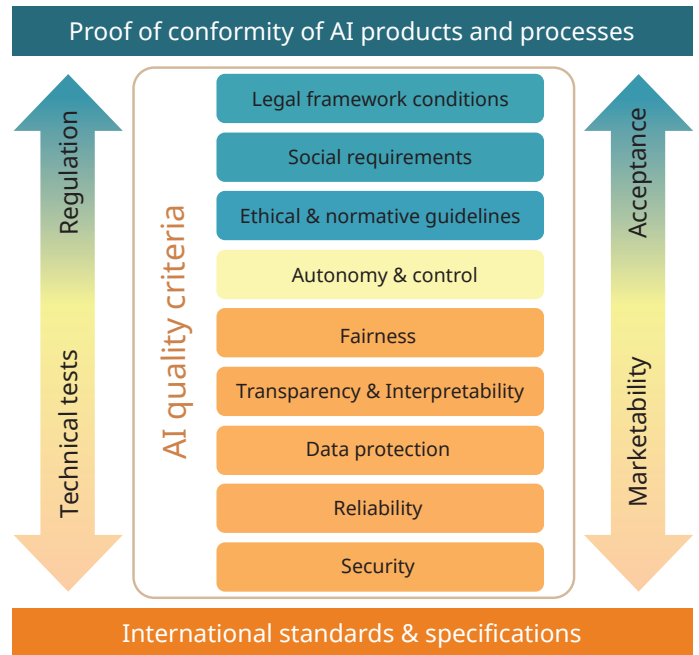 Proof of conformity of AI products and processes
Regulation
Technical tests
AI quality criteria
Legal framework conditions
Social requirements
Ethical & normative guidelines
Autonomy & control
Fairness
Transparency & Interpretability
Data protection
Reliability
Security
Acceptance
Marketability
International standards & specifications